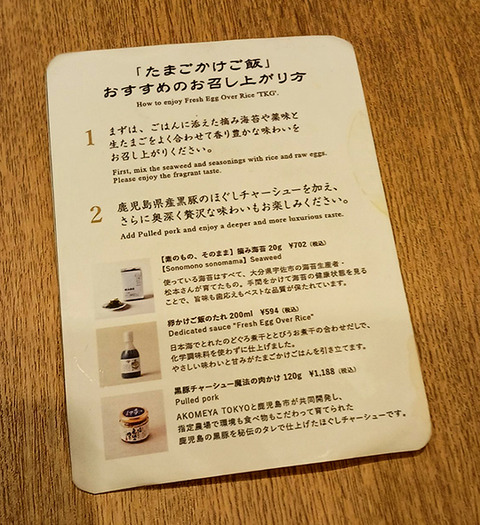 「たまごかけご飯」
おすすめのお召し上がり方
How to enjoy Fresh Egg Over Rice 'TKG'.
1
まずは、ごはんに添えた摘み海苔や薬味と
生たまごをよく合わせて香り豊かな味わいを
お召し上がりください。
First, mix the seaweed and seasonings with rice and raw eggs.
Please enjoy the fragrant taste.
2
鹿児島県産黒豚のほぐしチャーシューを加え、
さらに奥深く贅沢な味わいもお楽しみください。
Add Pulled pork and enjoy a deeper and more luxurious taste.
【素のもの、そのまま】摘み海苔 20g ¥702（税込）
【Sonomono sonomama】Seaweed
使っている海苔はすべて、大分県宇佐市の海苔生産者・
松本さんが育てたもの。手間をかけて海苔の健康状態を見る
ことで、旨味も歯応えもベストな品質が保たれています。
卵かけご飯のたれ 200ml ¥594（税込）
Dedicated sauce "Fresh Egg Over Rice"
日本海でとれたのどぐろ煮干ととびうお煮干の合わせだしで、
化学調味料を使わずに仕上げました。
やさしい味わいと甘みがたまごかけごはんを引き立てます。
黒豚チャーシュー魔法の肉かけ 120g ¥1,188（税込）
Pulled pork
AKOMEYA TOKYOと鹿児島市が共同開発し、
指定農場で環境も食べ物もこだわって育てられた
鹿児島の黒豚を秘伝のタレで仕上げたほぐしチャーシューです。